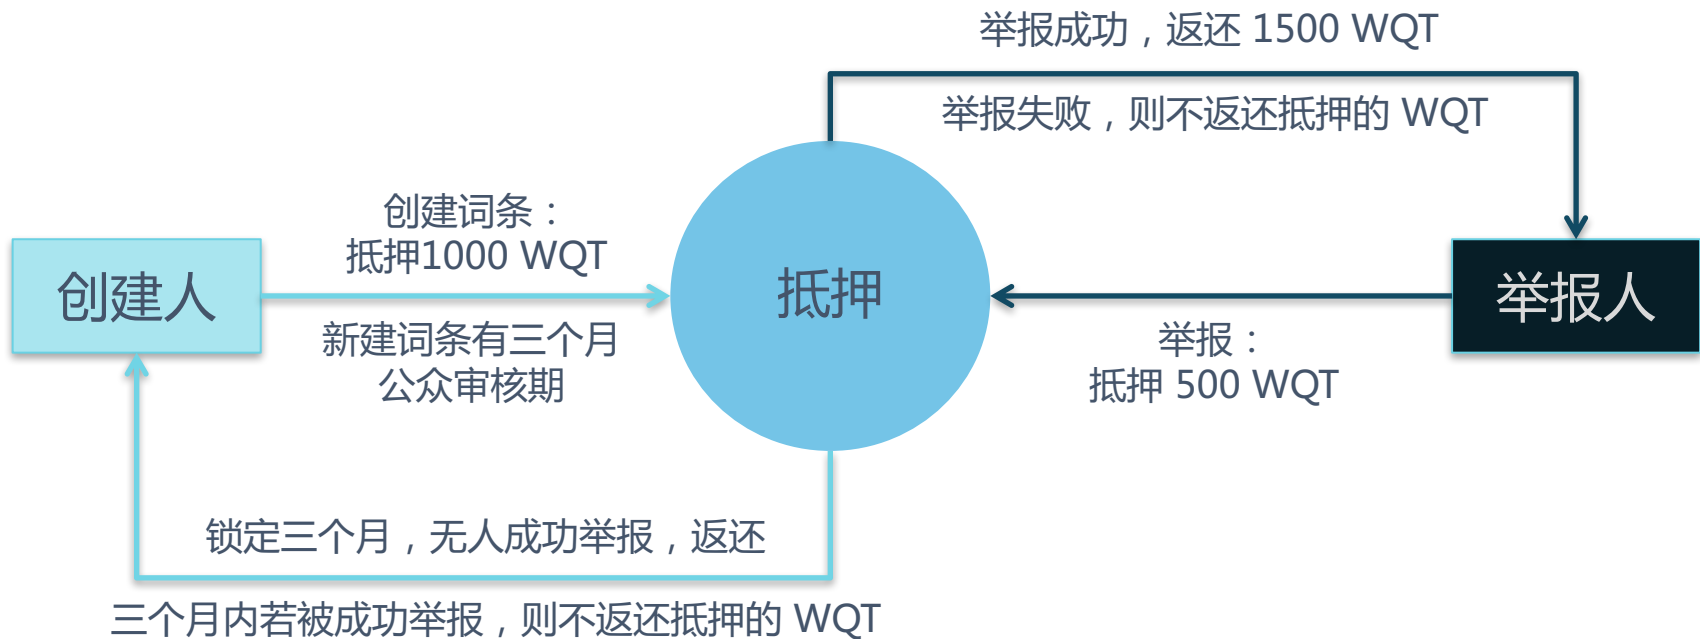 举报成功，返还 1500 WQT
举报失败，则不返还抵押的 WQT
创建词条：
抵押1000 WQT
创建人
抵押
举报人
新建词条有三个月
公众审核期
举报：
抵押 500 WQT
锁定三个月，无人成功举报，返还
三个月内若被成功举报，则不返还抵押的 WQT